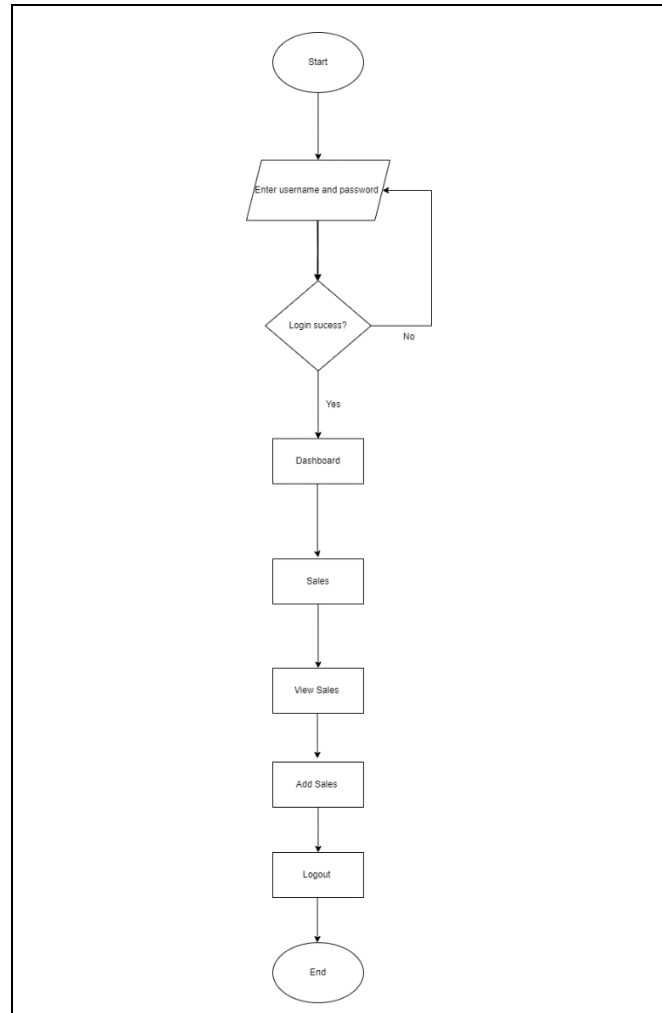 Start
Enter username and password
Login sucess?
No
Yes
Dashboard
Sales
View Sales
Add Sales
Logout
End